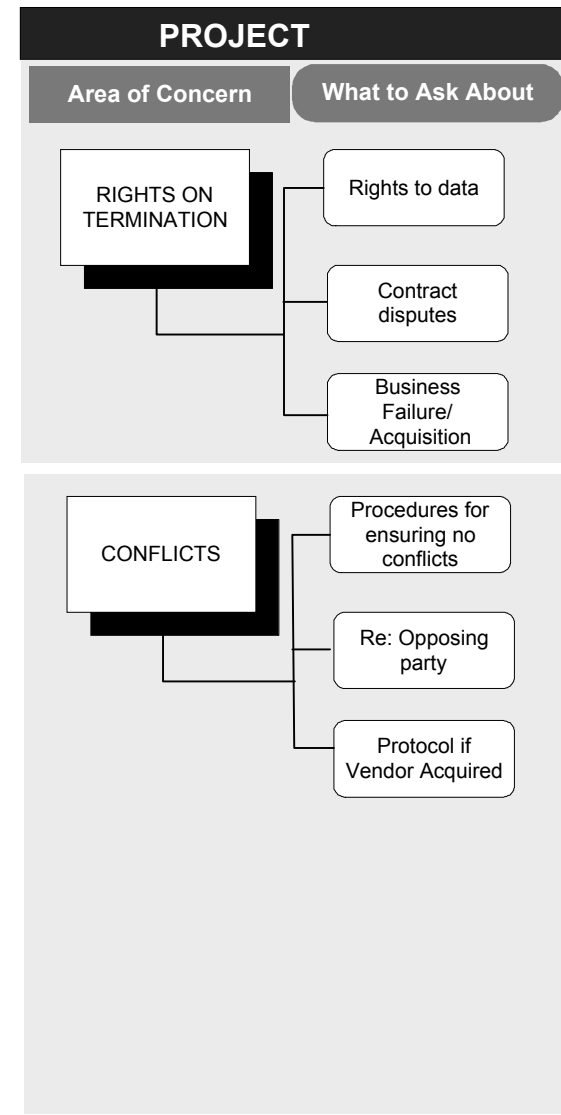 PROJECT
Area of Concern
What to Ask About
RIGHTS ON
TERMINATION
Rights to data
Contract
disputes
Business
Failure/
Acquisition
CONFLICTS
Procedures for
ensuring no
conflicts
Re: Opposing
party
Protocol if
Vendor Acquired